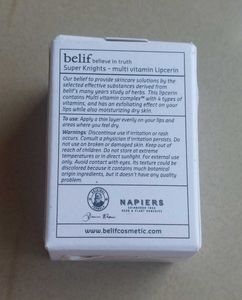 belif believe in truth
Super Knights - multi vitamin Lipcerin
Our belief to provide skincare solutions by the
selected effective substances derived from
belif's many years study of herbs. This lipcerin
contains Multi vitamin complex™ with 4 types of
vitamins, and has an exfoliating effect on your
lips while also moisturizing dry skin.
To use: Apply a thin layer evenly on your lips and
areas where you feel dry.
Warnings: Discontinue use if irritation or rash
occurs. Consult a physician if irritation persists. Do
not use on broken or damaged skin. Keep out of
reach of children. Do not store at extreme
temperatures or in direct sunlight. For external use
only. Avoid contact with eyes. Its texture could be
discolored because it contains much botanical
origin ingredients, but it doesn't have any quality
problem.
NAPIERS
EDINBURGH 1860
HERB & PLANT REMEDIES
www.belifcosmetic.com